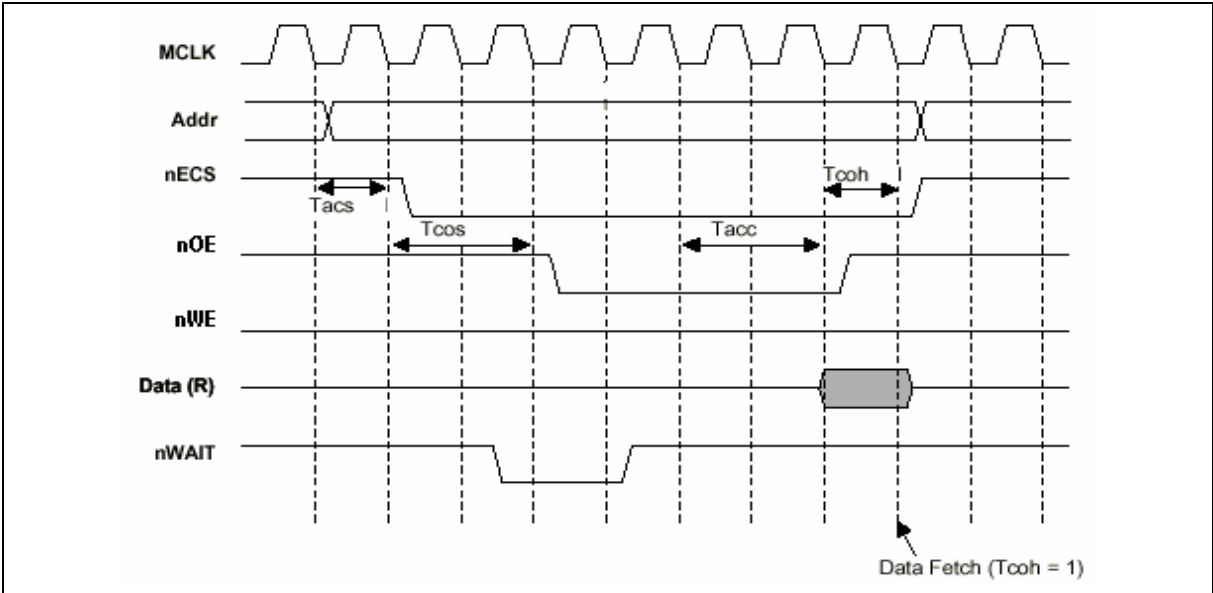 MCLK
Addr
nECS
Tcoh
Tacs
Tcos
Tacc
nOE
nWE
Data (R)
nWAIT
Data Fetch (Tcoh = 1)